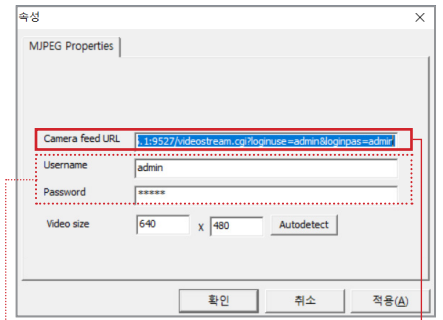 속성
MJPEG Properties
Camera feed URL .1:9527/videostream.cgi?loginuse=admin&loginpas=admin
Username admin
Password *****
Video size 640 x 480 Autodetect
확인 취소 적용(A)